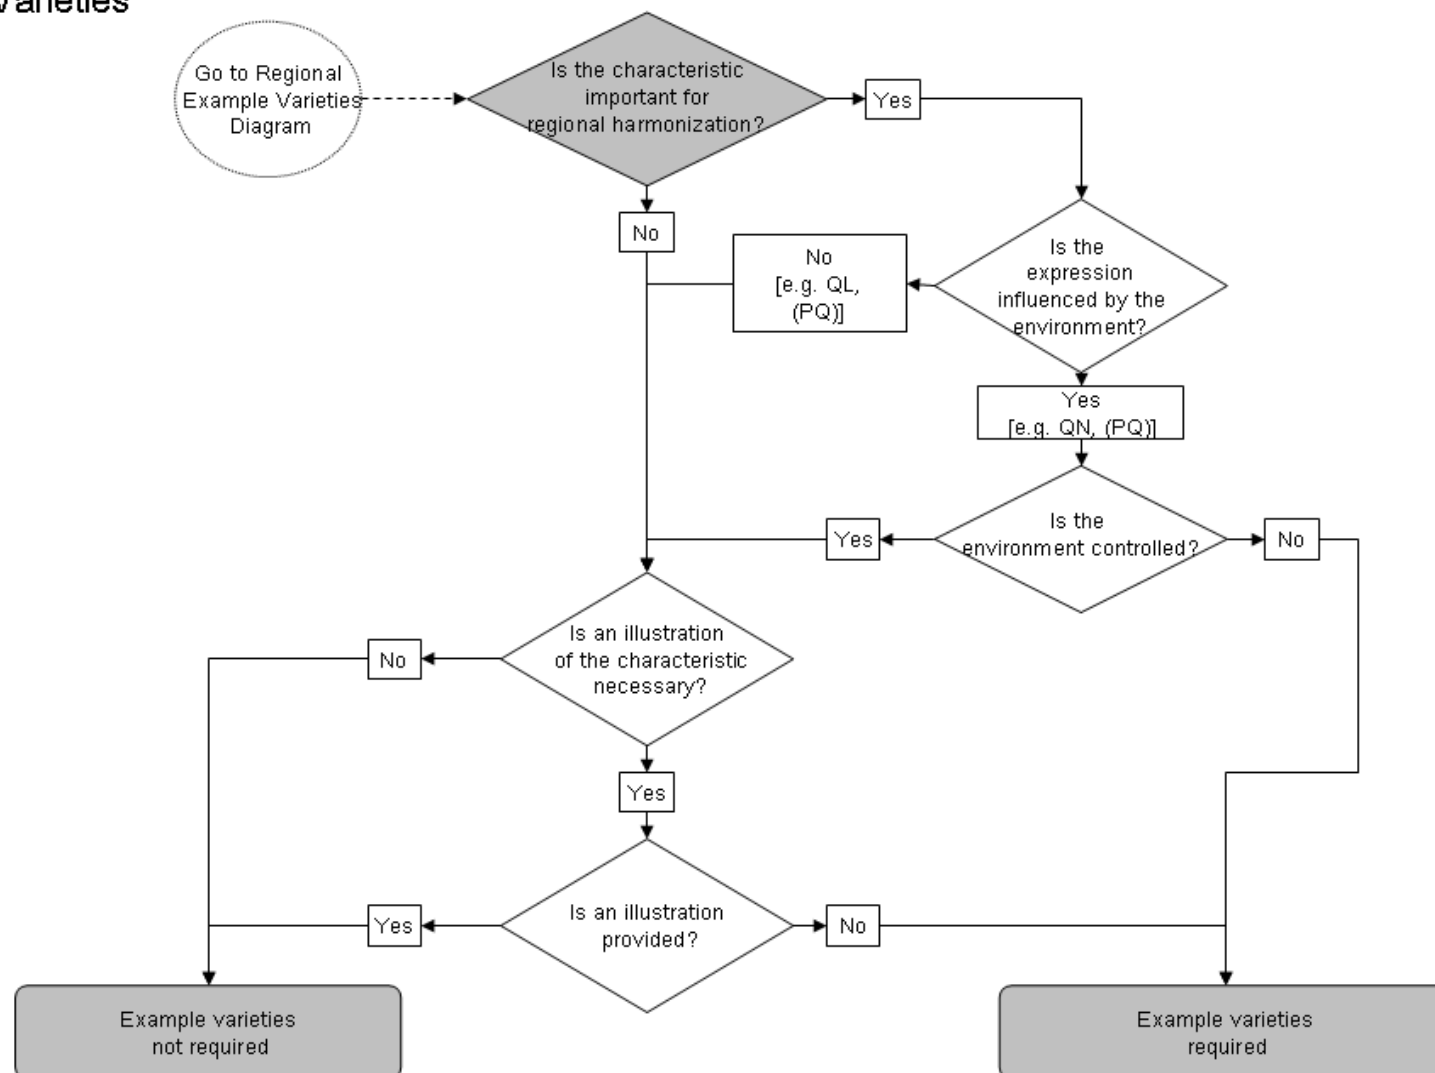 Varieties
Go to Regional
Example Varieties
Diagram
Is the characteristic
important for
regional harmonization?
Yes
No
No
[e.g. QL,
(PQ)]
Is the
expression
influenced by the
environment?
Yes
[e.g. QN, (PQ)]
Is the
environment controlled?
Yes
No
Is an illustration
of the characteristic
necessary?
No
Yes
Is an illustration
provided?
Yes
No
Example varieties
not required
Example varieties
required